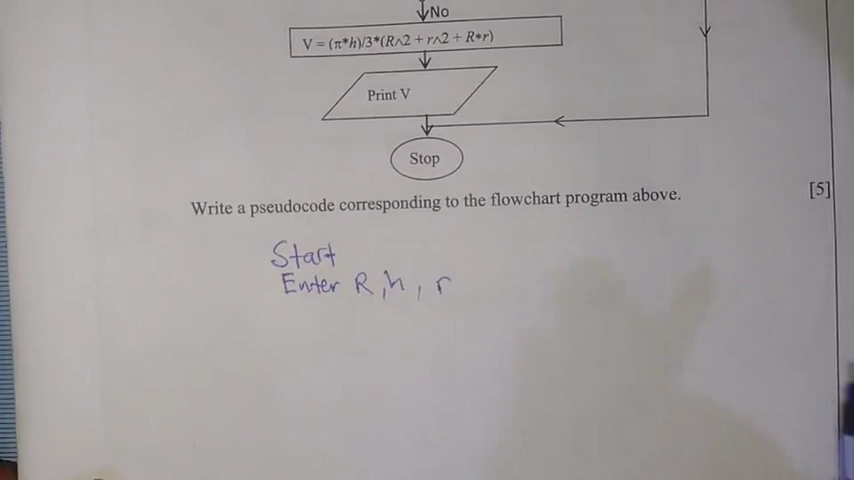 No
V = (π*h)/3*(R^2 + r^2 + R*r)
Print V
Stop
Write a pseudocode corresponding to the flowchart program above. [5]
Start
Enter R, h, r